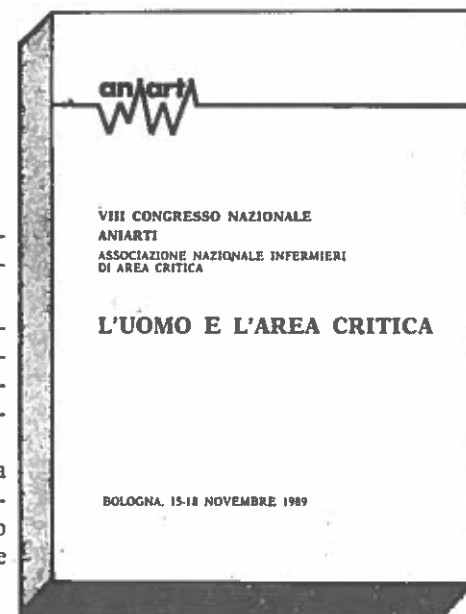 aniarti
VIII CONGRESSO NAZIONALE
ANIARTI
ASSOCIAZIONE NAZIONALE INFERMIERI
DI AREA CRITICA
L'UOMO E L'AREA CRITICA
BOLOGNA, 15-18 NOVEMBRE 1989